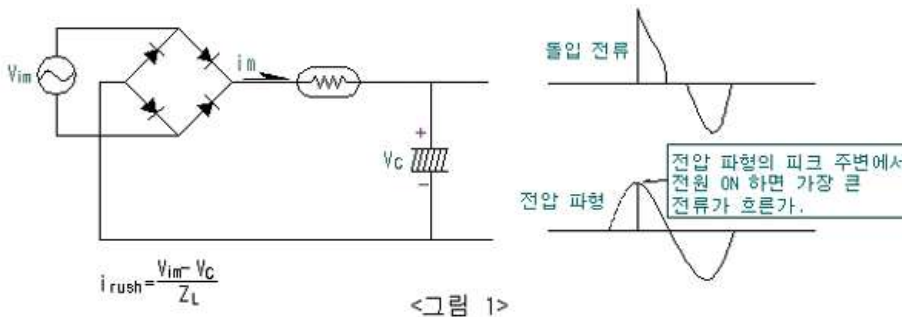 Vim
im
+
Vc
−
i rush = Vim− Vc / ZL
돌입 전류
전압 파형의 피크 주변에서
전원 ON 하면 가장 큰
전류가 흐른가.
전압 파형
<그림 1>